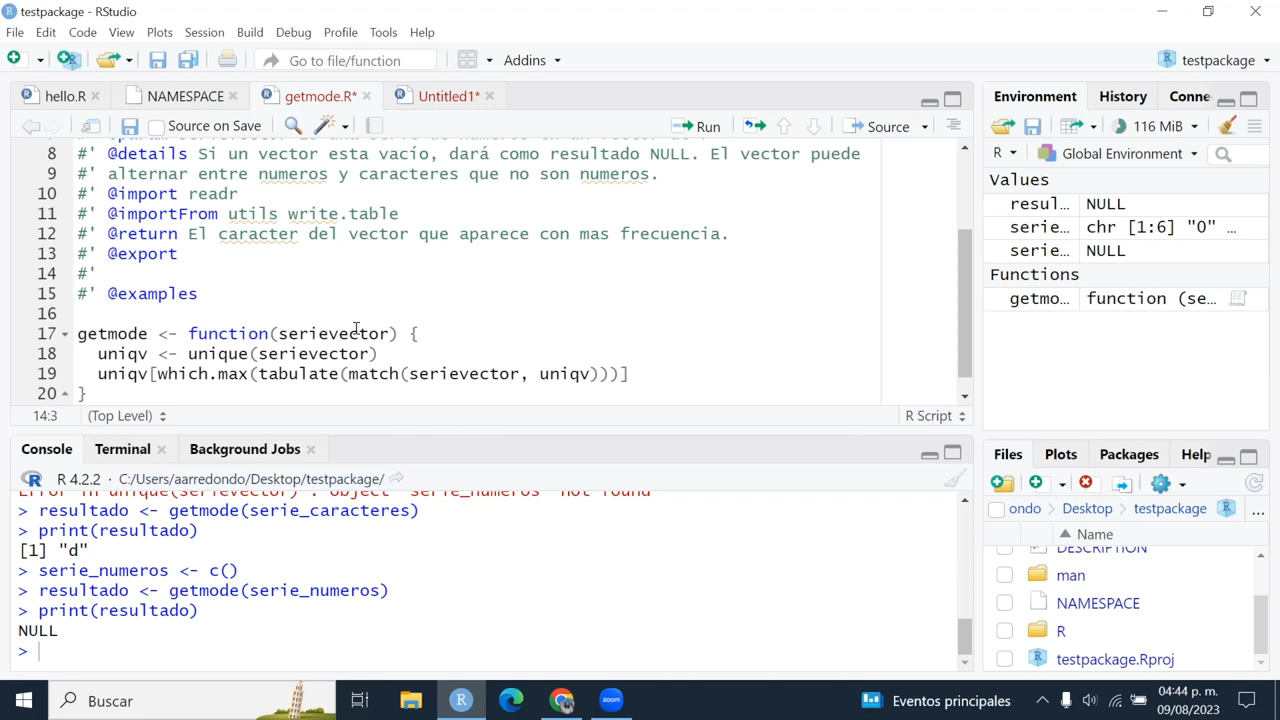 testpackage - RStudio
File Edit Code View Plots Session Build Debug Profile Tools Help
Go to file/function Addins testpackage
hello.R NAMESPACE getmode.R* Untitled1*
Source on Save Run Source
8 #' @details Si un vector esta vacío, dará como resultado NULL. El vector puede
9 #' alternar entre numeros y caracteres que no son numeros.
10 #' @import readr
11 #' @importFrom utils write.table
12 #' @return El caracter del vector que aparece con mas frecuencia.
13 #' @export
14 #'
15 #' @examples
16
17 getmode <- function(serievector) {
18 uniqv <- unique(serievector)
19 uniqv[which.max(tabulate(match(serievector, uniqv)))]
20 }
14:3 (Top Level) R Script
Console Terminal Background Jobs
R 4.2.2 · C:/Users/aarredondo/Desktop/testpackage/
Error in unique(serievector) : object 'serie_numeros' not found
> resultado <- getmode(serie_caracteres)
> print(resultado)
[1] "d"
> serie_numeros <- c()
> resultado <- getmode(serie_numeros)
> print(resultado)
NULL
>
Environment History Conne
116 MiB
R Global Environment
Values
resul… NULL
serie… chr [1:6] "0" …
serie… NULL
Functions
getmo… function (se…
Files Plots Packages Help
ondo Desktop testpackage ...
Name
DESCRIPTION
man
NAMESPACE
R
testpackage.Rproj
Buscar
zoom
Eventos principales
04:44 p. m.
09/08/2023